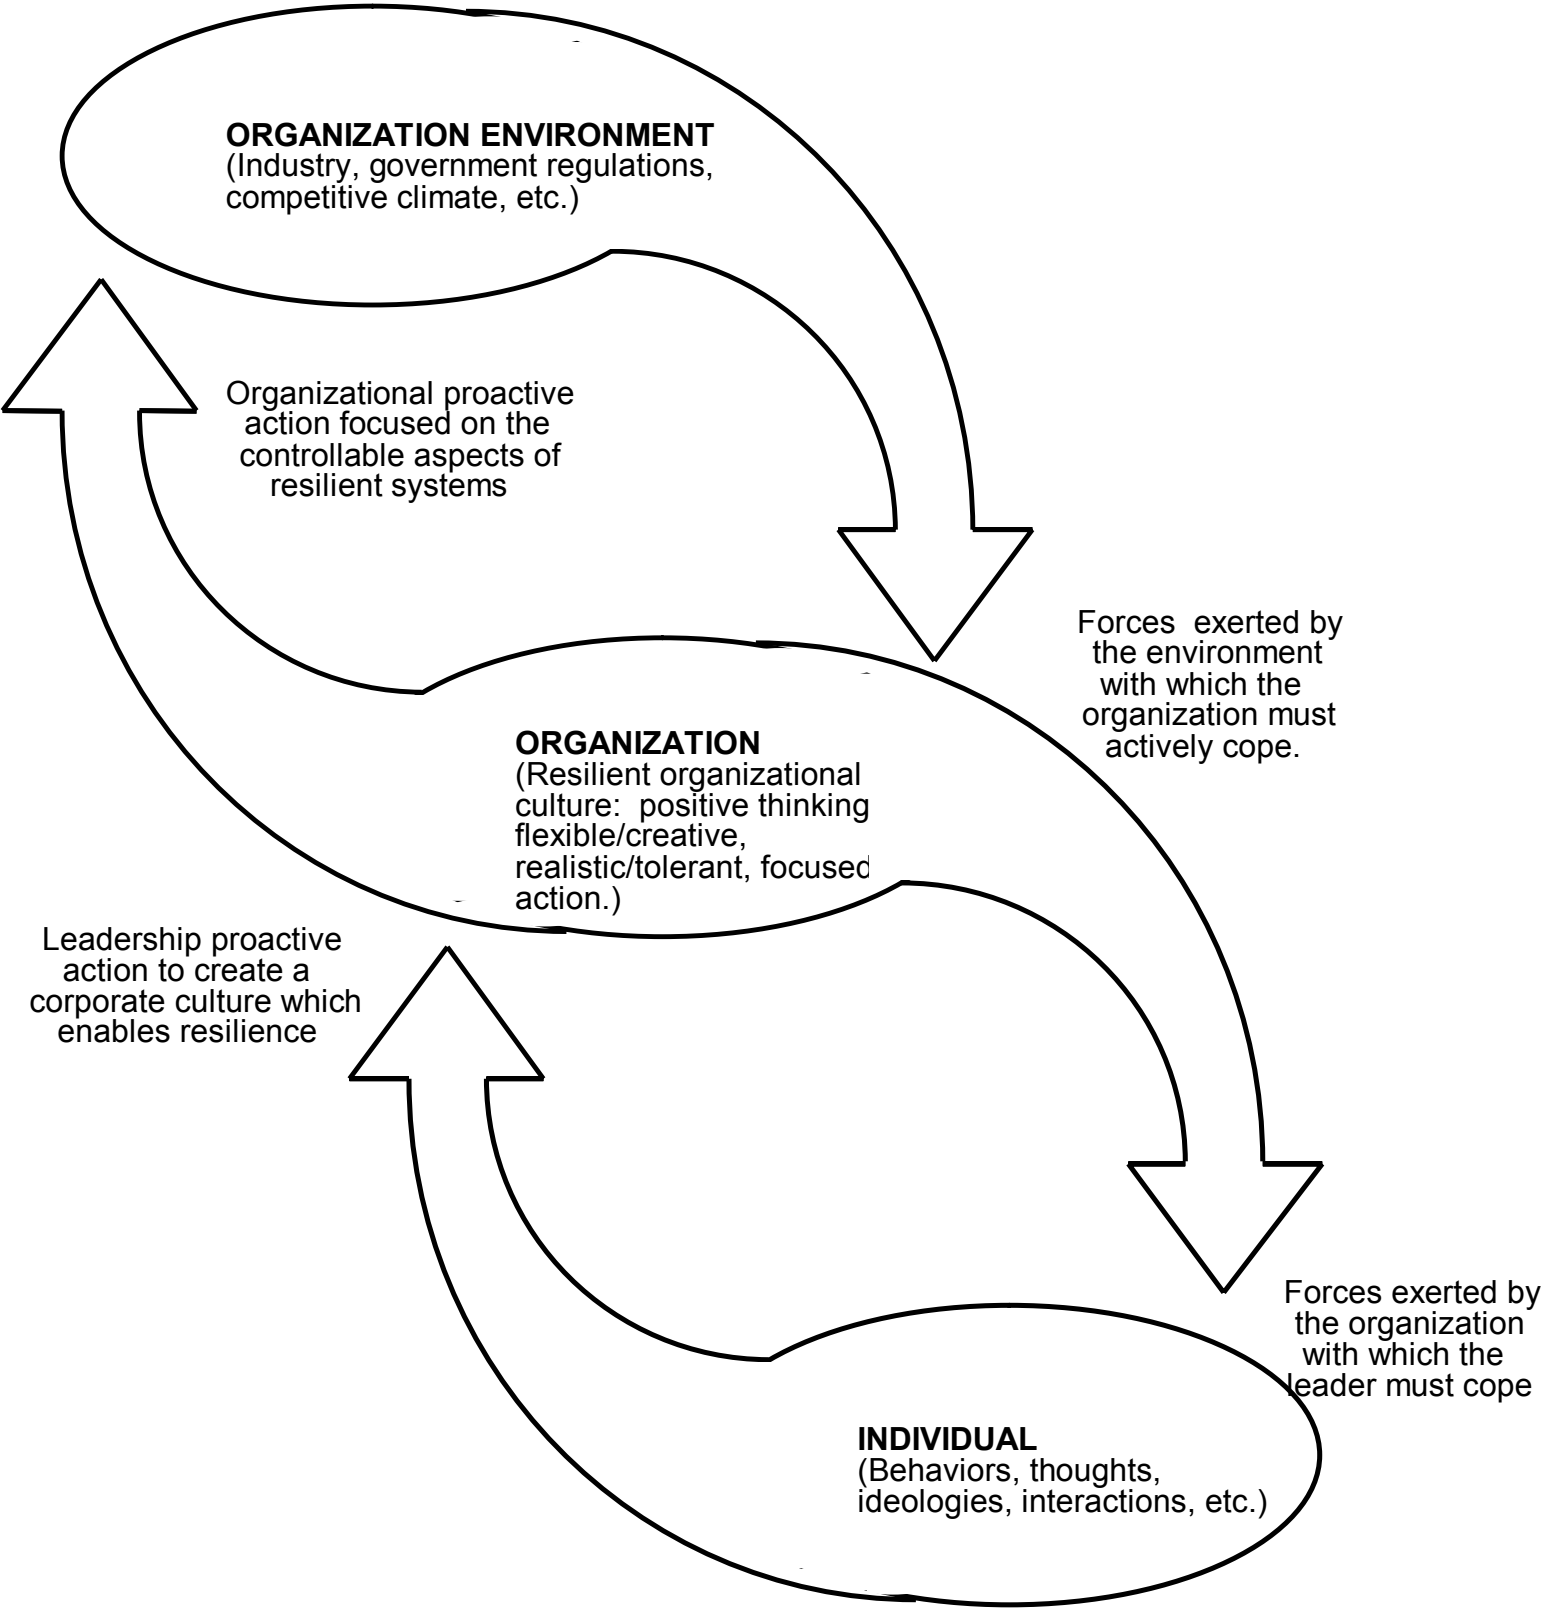 ORGANIZATION ENVIRONMENT
(Industry, government regulations,
competitive climate, etc.)
Organizational proactive
action focused on the
controllable aspects of
resilient systems
Forces  exerted by
the environment
with which the
organization must
actively cope.
ORGANIZATION
(Resilient organizational
culture:  positive thinking
flexible/creative,
realistic/tolerant, focused
action.)
Leadership proactive
action to create a
corporate culture which
enables resilience
Forces exerted by
the organization
with which the
leader must cope
INDIVIDUAL
(Behaviors, thoughts,
ideologies, interactions, etc.)